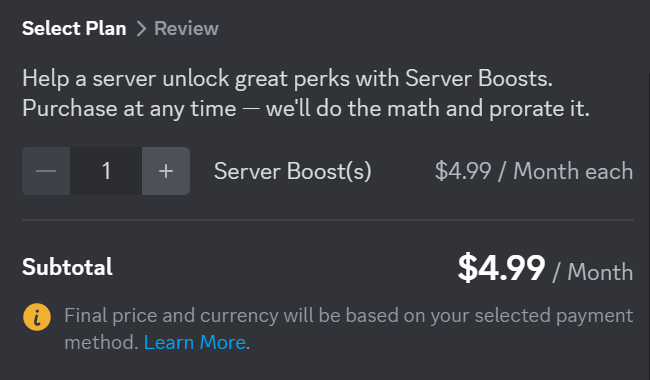 Select Plan > Review
Help a server unlock great perks with Server Boosts.
Purchase at any time — we'll do the math and prorate it.
— 1 + Server Boost(s) $4.99 / Month each
Subtotal $4.99 / Month
i Final price and currency will be based on your selected payment
method. Learn More.